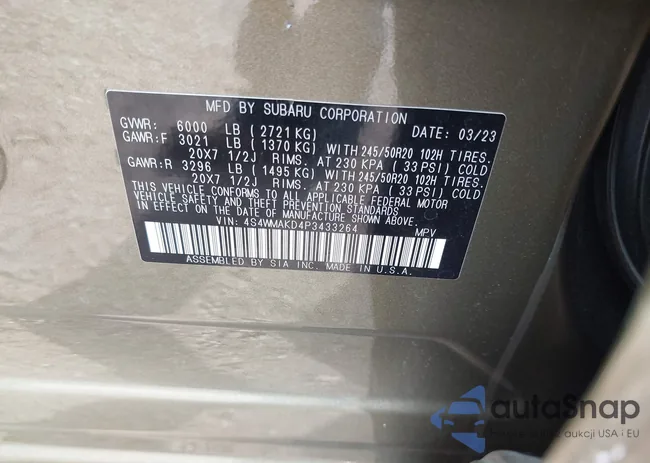 MFD BY SUBARU CORPORATION
GVWR: 6000 LB (2721 KG) DATE: 03/23
GAWR:F 3021 LB (1370 KG) WITH 245/50R20 102H TIRES.
20X7 1/2J RIMS. AT 230 KPA (33 PSI) COLD
GAWR:R 3296 LB (1495 KG) WITH 245/50R20 102H TIRES.
20X7 1/2J RIMS. AT 230 KPA (33 PSI) COLD
THIS VEHICLE CONFORMS TO ALL APPLICABLE FEDERAL MOTOR
VEHICLE SAFETY AND THEFT PREVENTION STANDARDS
IN EFFECT ON THE DATE OF MANUFACTURE SHOWN ABOVE.
VIN: 4S4WMAKD4P3433264 MPV
ASSEMBLED BY SIA INC. MADE IN U.S.A.
autoSnap
aukcji USA i EU